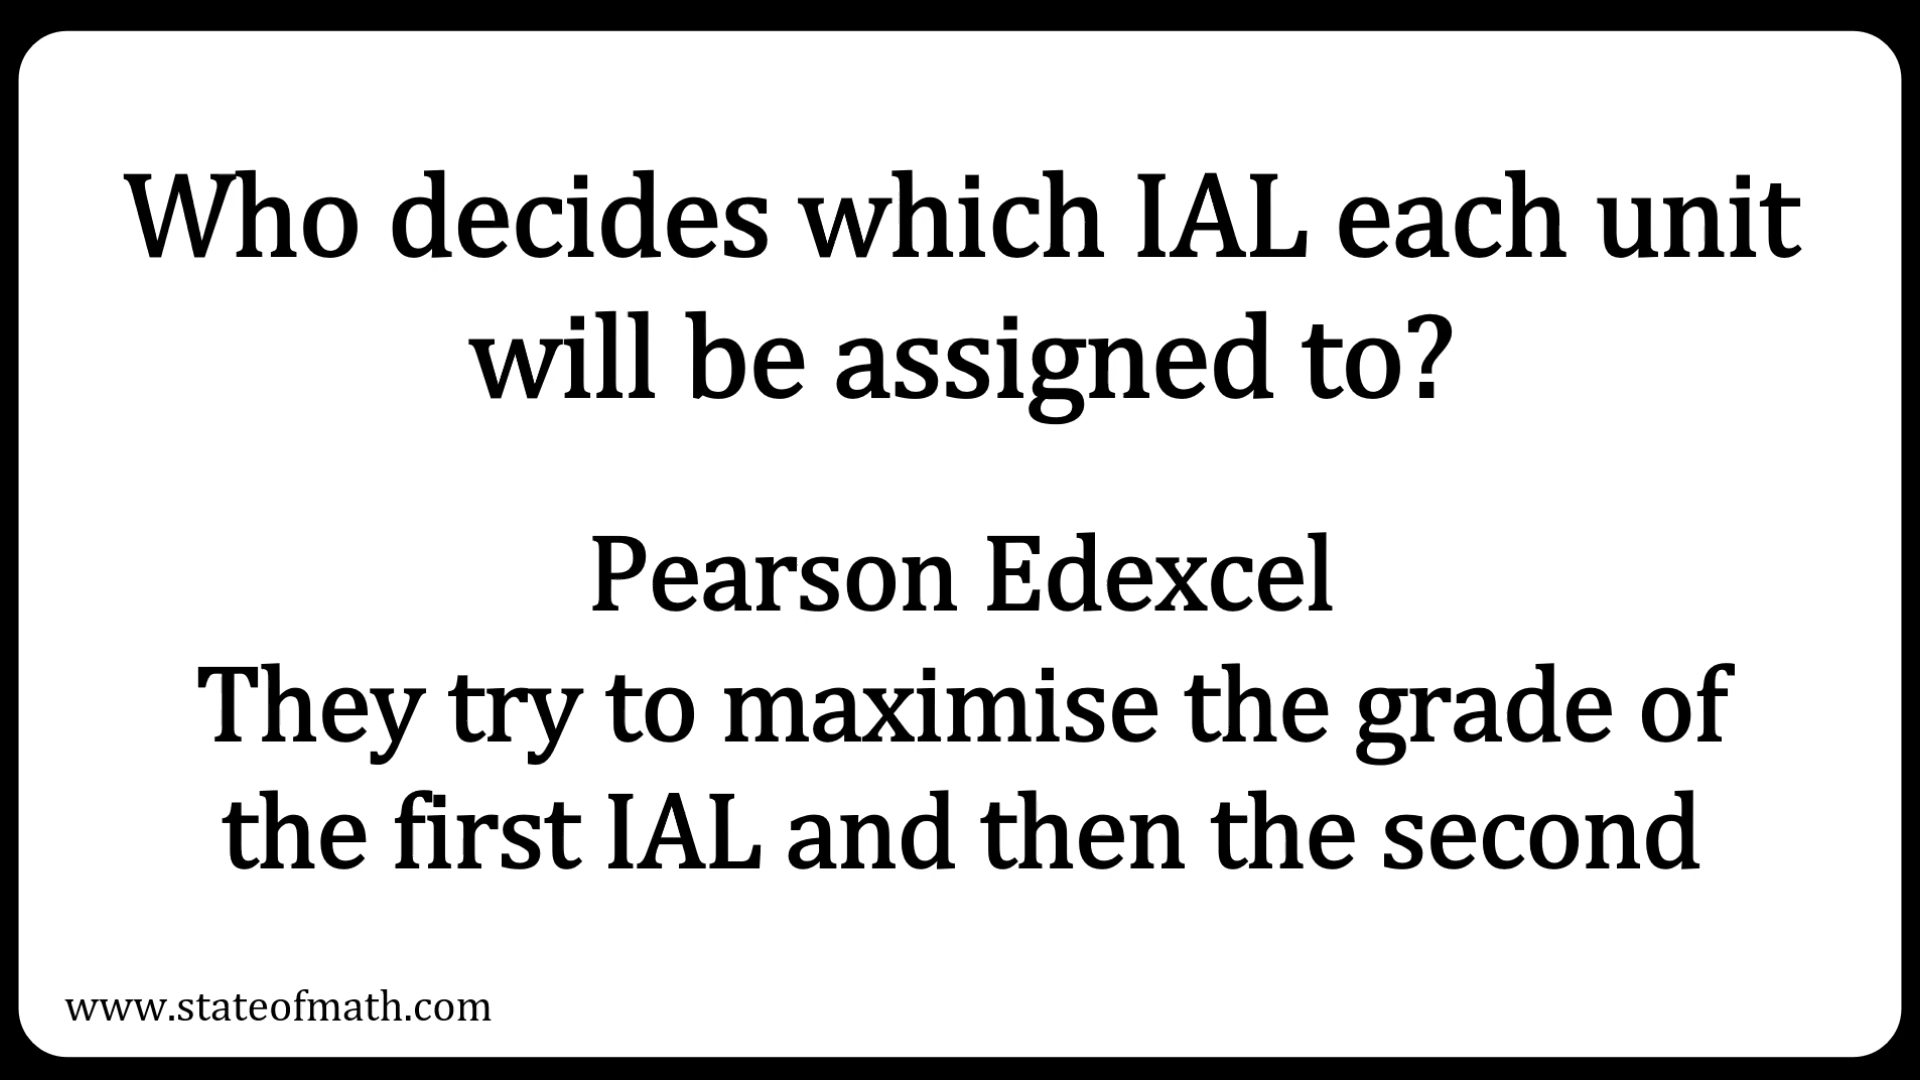 Who decides which IAL each unit
will be assigned to?
Pearson Edexcel
They try to maximise the grade of
the first IAL and then the second
www.stateofmath.com